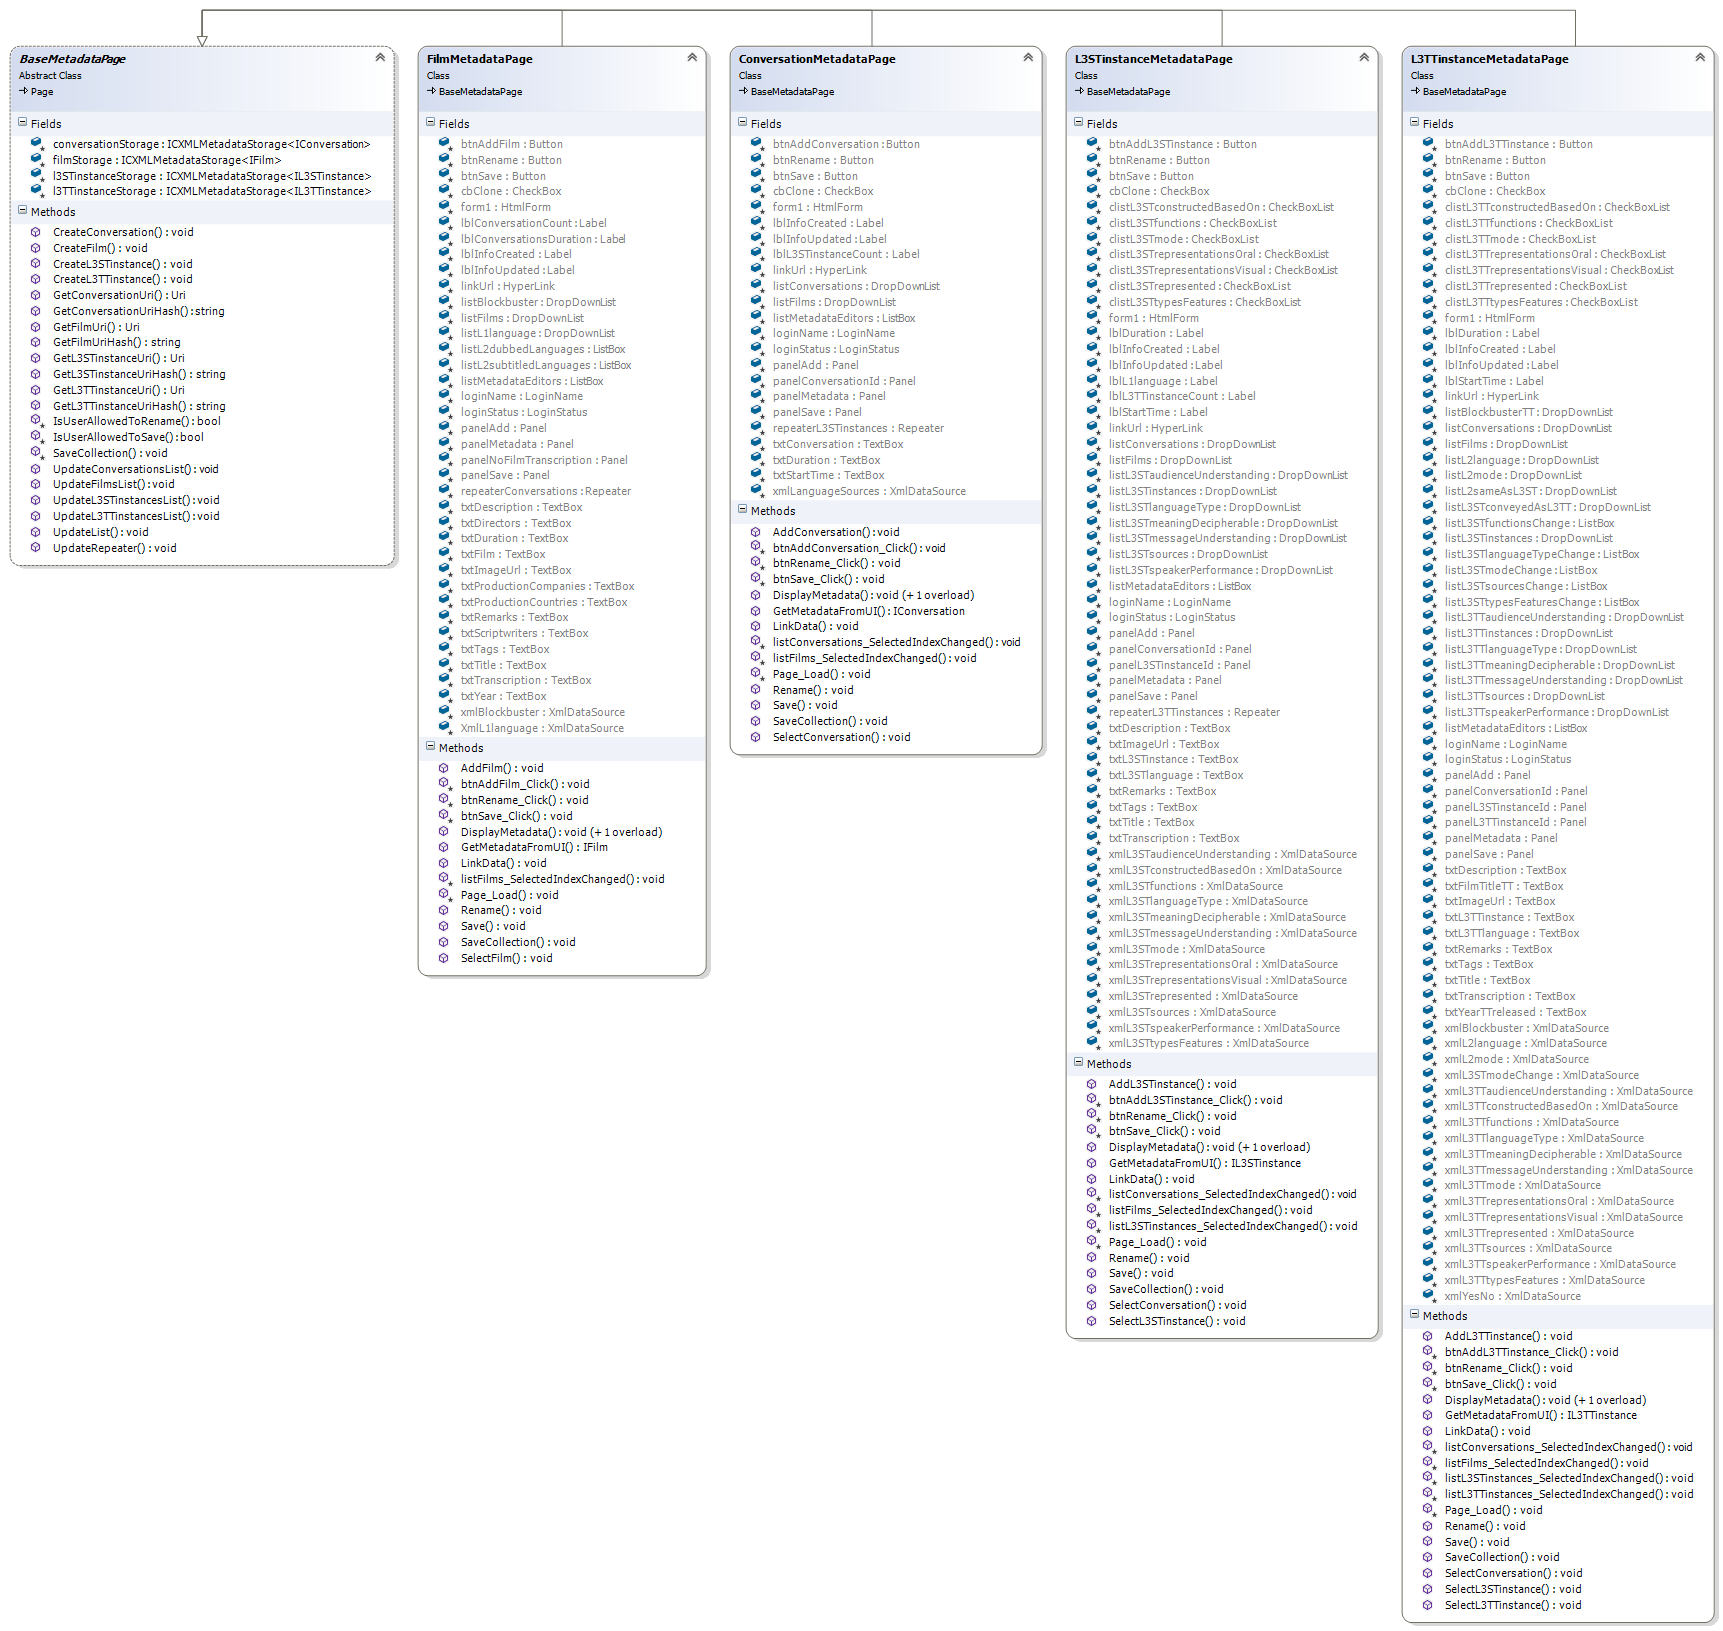 BaseMetadataPage
Abstract Class
Page
Fields
conversationStorage : ICXMLMetadataStorage<IConversation>
filmStorage : ICXMLMetadataStorage<IFilm>
l3STinstanceStorage : ICXMLMetadataStorage<IL3STinstance>
l3TTinstanceStorage : ICXMLMetadataStorage<IL3TTinstance>
Methods
CreateConversation() : void
CreateFilm() : void
CreateL3STinstance() : void
CreateL3TTinstance() : void
GetConversationUri() : Uri
GetConversationUriHash() : string
GetFilmUri() : Uri
GetFilmUriHash() : string
GetL3STinstanceUri() : Uri
GetL3STinstanceUriHash() : string
GetL3TTinstanceUri() : Uri
GetL3TTinstanceUriHash() : string
IsUserAllowedToRename() : bool
IsUserAllowedToSave() : bool
SaveCollection() : void
UpdateConversationsList() : void
UpdateFilmsList() : void
UpdateL3STinstancesList() : void
UpdateL3TTinstancesList() : void
UpdateList() : void
UpdateRepeater() : void
FilmMetadataPage
Class
BaseMetadataPage
Fields
btnAddFilm : Button
btnRename : Button
btnSave : Button
cbClone : CheckBox
form1 : HtmlForm
lblConversationCount : Label
lblConversationsDuration : Label
lblInfoCreated : Label
lblInfoUpdated : Label
linkUrl : HyperLink
listBlockbuster : DropDownList
listFilms : DropDownList
listL1language : DropDownList
listL2dubbedLanguages : ListBox
listL2subtitledLanguages : ListBox
listMetadataEditors : ListBox
loginName : LoginName
loginStatus : LoginStatus
panelAdd : Panel
panelMetadata : Panel
panelNoFilmTranscription : Panel
panelSave : Panel
repeaterConversations : Repeater
txtDescription : TextBox
txtDirectors : TextBox
txtDuration : TextBox
txtFilm : TextBox
txtImageUrl : TextBox
txtProductionCompanies : TextBox
txtProductionCountries : TextBox
txtRemarks : TextBox
txtScriptwriters : TextBox
txtTags : TextBox
txtTitle : TextBox
txtTranscription : TextBox
txtYear : TextBox
xmlBlockbuster : XmlDataSource
XmlL1language : XmlDataSource
Methods
AddFilm() : void
btnAddFilm_Click() : void
btnRename_Click() : void
btnSave_Click() : void
DisplayMetadata() : void (+ 1 overload)
GetMetadataFromUI() : IFilm
LinkData() : void
listFilms_SelectedIndexChanged() : void
Page_Load() : void
Rename() : void
Save() : void
SaveCollection() : void
SelectFilm() : void
ConversationMetadataPage
Class
BaseMetadataPage
Fields
btnAddConversation : Button
btnRename : Button
btnSave : Button
cbClone : CheckBox
form1 : HtmlForm
lblInfoCreated : Label
lblInfoUpdated : Label
lblL3STinstanceCount : Label
linkUrl : HyperLink
listConversations : DropDownList
listFilms : DropDownList
listMetadataEditors : ListBox
loginName : LoginName
loginStatus : LoginStatus
panelAdd : Panel
panelConversationId : Panel
panelMetadata : Panel
panelSave : Panel
repeaterL3STinstances : Repeater
txtConversation : TextBox
txtDuration : TextBox
txtStartTime : TextBox
xmlLanguageSources : XmlDataSource
Methods
AddConversation() : void
btnAddConversation_Click() : void
btnRename_Click() : void
btnSave_Click() : void
DisplayMetadata() : void (+ 1 overload)
GetMetadataFromUI() : IConversation
LinkData() : void
listConversations_SelectedIndexChanged() : void
listFilms_SelectedIndexChanged() : void
Page_Load() : void
Rename() : void
Save() : void
SaveCollection() : void
SelectConversation() : void
L3STinstanceMetadataPage
Class
BaseMetadataPage
Fields
btnAddL3STinstance : Button
btnRename : Button
btnSave : Button
cbClone : CheckBox
clistL3STconstructedBasedOn : CheckBoxList
clistL3STfunctions : CheckBoxList
clistL3STmode : CheckBoxList
clistL3STrepresentationsOral : CheckBoxList
clistL3STrepresentationsVisual : CheckBoxList
clistL3STrepresented : CheckBoxList
clistL3STtypesFeatures : CheckBoxList
form1 : HtmlForm
lblDuration : Label
lblInfoCreated : Label
lblInfoUpdated : Label
lblL1language : Label
lblL3TTinstanceCount : Label
lblStartTime : Label
linkUrl : HyperLink
listConversations : DropDownList
listFilms : DropDownList
listL3STaudienceUnderstanding : DropDownList
listL3STinstances : DropDownList
listL3STlanguageType : DropDownList
listL3STmeaningDecipherable : DropDownList
listL3STmessageUnderstanding : DropDownList
listL3STsources : DropDownList
listL3STspeakerPerformance : DropDownList
listMetadataEditors : ListBox
loginName : LoginName
loginStatus : LoginStatus
panelAdd : Panel
panelConversationId : Panel
panelL3STinstanceId : Panel
panelMetadata : Panel
panelSave : Panel
repeaterL3TTinstances : Repeater
txtDescription : TextBox
txtImageUrl : TextBox
txtL3STinstance : TextBox
txtL3STlanguage : TextBox
txtRemarks : TextBox
txtTags : TextBox
txtTitle : TextBox
txtTranscription : TextBox
xmlL3STaudienceUnderstanding : XmlDataSource
xmlL3STconstructedBasedOn : XmlDataSource
xmlL3STfunctions : XmlDataSource
xmlL3STlanguageType : XmlDataSource
xmlL3STmeaningDecipherable : XmlDataSource
xmlL3STmessageUnderstanding : XmlDataSource
xmlL3STmode : XmlDataSource
xmlL3STrepresentationsOral : XmlDataSource
xmlL3STrepresentationsVisual : XmlDataSource
xmlL3STrepresented : XmlDataSource
xmlL3STsources : XmlDataSource
xmlL3STspeakerPerformance : XmlDataSource
xmlL3STtypesFeatures : XmlDataSource
Methods
AddL3STinstance() : void
btnAddL3STinstance_Click() : void
btnRename_Click() : void
btnSave_Click() : void
DisplayMetadata() : void (+ 1 overload)
GetMetadataFromUI() : IL3STinstance
LinkData() : void
listConversations_SelectedIndexChanged() : void
listFilms_SelectedIndexChanged() : void
listL3STinstances_SelectedIndexChanged() : void
Page_Load() : void
Rename() : void
Save() : void
SaveCollection() : void
SelectConversation() : void
SelectL3STinstance() : void
L3TTinstanceMetadataPage
Class
BaseMetadataPage
Fields
btnAddL3TTinstance : Button
btnRename : Button
btnSave : Button
cbClone : CheckBox
clistL3TTconstructedBasedOn : CheckBoxList
clistL3TTfunctions : CheckBoxList
clistL3TTmode : CheckBoxList
clistL3TTrepresentationsOral : CheckBoxList
clistL3TTrepresentationsVisual : CheckBoxList
clistL3TTrepresented : CheckBoxList
clistL3TTtypesFeatures : CheckBoxList
form1 : HtmlForm
lblDuration : Label
lblInfoCreated : Label
lblInfoUpdated : Label
lblStartTime : Label
linkUrl : HyperLink
listBlockbusterTT : DropDownList
listConversations : DropDownList
listFilms : DropDownList
listL2language : DropDownList
listL2mode : DropDownList
listL2sameAsL3ST : DropDownList
listL3STconveyedAsL3TT : DropDownList
listL3STfunctionsChange : ListBox
listL3STinstances : DropDownList
listL3STlanguageTypeChange : ListBox
listL3STmodeChange : ListBox
listL3STsourcesChange : ListBox
listL3STtypesFeaturesChange : ListBox
listL3TTaudienceUnderstanding : DropDownList
listL3TTinstances : DropDownList
listL3TTlanguageType : DropDownList
listL3TTmeaningDecipherable : DropDownList
listL3TTmessageUnderstanding : DropDownList
listL3TTsources : DropDownList
listL3TTspeakerPerformance : DropDownList
listMetadataEditors : ListBox
loginName : LoginName
loginStatus : LoginStatus
panelAdd : Panel
panelConversationId : Panel
panelL3STinstanceId : Panel
panelL3TTinstanceId : Panel
panelMetadata : Panel
panelSave : Panel
txtDescription : TextBox
txtFilmTitleTT : TextBox
txtImageUrl : TextBox
txtL3TTinstance : TextBox
txtL3TTlanguage : TextBox
txtRemarks : TextBox
txtTags : TextBox
txtTitle : TextBox
txtTranscription : TextBox
txtYearTTreleased : TextBox
xmlBlockbuster : XmlDataSource
xmlL2language : XmlDataSource
xmlL2mode : XmlDataSource
xmlL3STmodeChange : XmlDataSource
xmlL3TTaudienceUnderstanding : XmlDataSource
xmlL3TTconstructedBasedOn : XmlDataSource
xmlL3TTfunctions : XmlDataSource
xmlL3TTlanguageType : XmlDataSource
xmlL3TTmeaningDecipherable : XmlDataSource
xmlL3TTmessageUnderstanding : XmlDataSource
xmlL3TTmode : XmlDataSource
xmlL3TTrepresentationsOral : XmlDataSource
xmlL3TTrepresentationsVisual : XmlDataSource
xmlL3TTrepresented : XmlDataSource
xmlL3TTsources : XmlDataSource
xmlL3TTspeakerPerformance : XmlDataSource
xmlL3TTtypesFeatures : XmlDataSource
xmlYesNo : XmlDataSource
Methods
AddL3TTinstance() : void
btnAddL3TTinstance_Click() : void
btnRename_Click() : void
btnSave_Click() : void
DisplayMetadata() : void (+ 1 overload)
GetMetadataFromUI() : IL3TTinstance
LinkData() : void
listConversations_SelectedIndexChanged() : void
listFilms_SelectedIndexChanged() : void
listL3STinstances_SelectedIndexChanged() : void
listL3TTinstances_SelectedIndexChanged() : void
Page_Load() : void
Rename() : void
Save() : void
SaveCollection() : void
SelectConversation() : void
SelectL3STinstance() : void
SelectL3TTinstance() : void